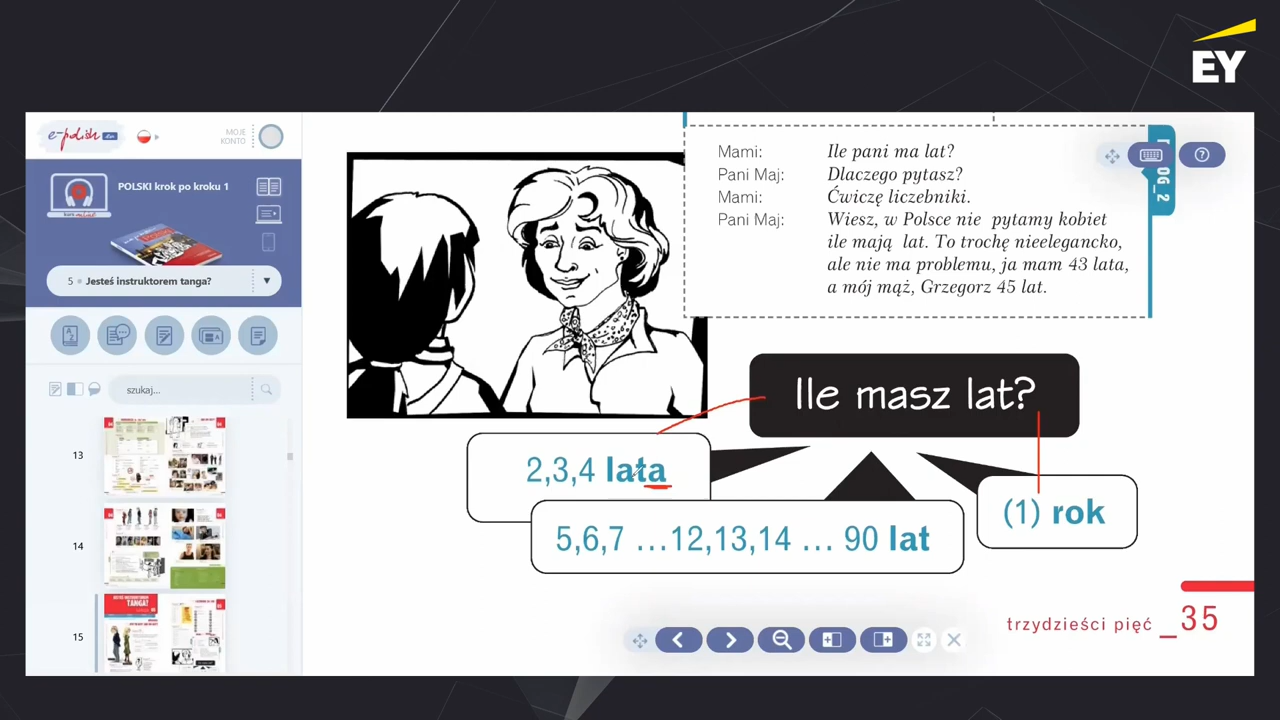 EY
e-polish
MOJE
KONTO
POLSKI krok po kroku 1
5 Jesteś instruktorem tanga?
szukaj...
13
14
15
TANGA!
Mami: Ile pani ma lat?
Pani Maj: Dlaczego pytasz?
Mami: Ćwiczę liczebniki.
Pani Maj: Wiesz, w Polsce nie pytamy kobiet
ile mają lat. To trochę nieelegancko,
ale nie ma problemu, ja mam 43 lata,
a mój mąż, Grzegorz 45 lat.
OG_2
Ile masz lat?
2,3,4 lata
5,6,7 ...12,13,14 ... 90 lat
(1) rok
trzydzieści pięć _35